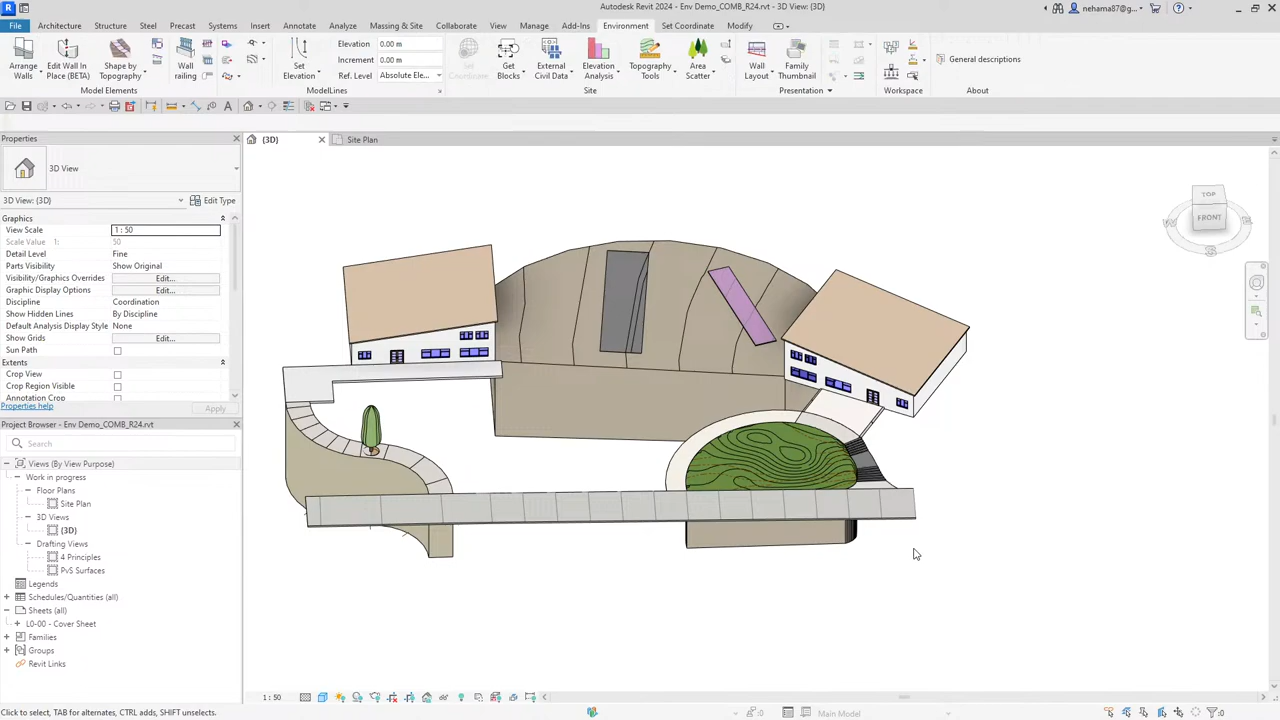 Autodesk Revit 2024 - Env Demo_COMB_R24.rvt - 3D View: {3D}
nehama87@g...
File Architecture Structure Steel Precast Systems Insert Annotate Analyze Massing & Site Collaborate View Manage Add-Ins Environment Set Coordinate Modify
Elevation 0.00 m
Increment 0.00 m
Ref. Level Absolute Ele...
Arrange Walls
Edit Wall In Place (BETA)
Shape by Topography
Wall railing
Set Elevation
Set Coordinate
Get Blocks
External Civil Data
Elevation Analysis
Topography Tools
Area Scatter
Wall Layout
Family Thumbnail
General descriptions
Model Elements ModelLines Site Presentation Workspace About
Properties
{3D} Site Plan
3D View
3D View: {3D} Edit Type
Graphics
View Scale 1 : 50
Scale Value 1: 50
Detail Level Fine
Parts Visibility Show Original
Visibility/Graphics Overrides Edit...
Graphic Display Options Edit...
Discipline Coordination
Show Hidden Lines By Discipline
Default Analysis Display Style None
Show Grids Edit...
Sun Path
Extents
Crop View
Crop Region Visible
Annotation Crop
Properties help Apply
Project Browser - Env Demo_COMB_R24.rvt
Search
Views (By View Purpose)
Work in progress
Floor Plans
Site Plan
3D Views
{3D}
Drafting Views
4 Principles
PvS Surfaces
Legends
Schedules/Quantities (all)
Sheets (all)
L0-00 - Cover Sheet
Families
Groups
Revit Links
TOP
FRONT
W
S
E
1 : 50
Click to select, TAB for alternates, CTRL adds, SHIFT unselects.
:0
Main Model
:0